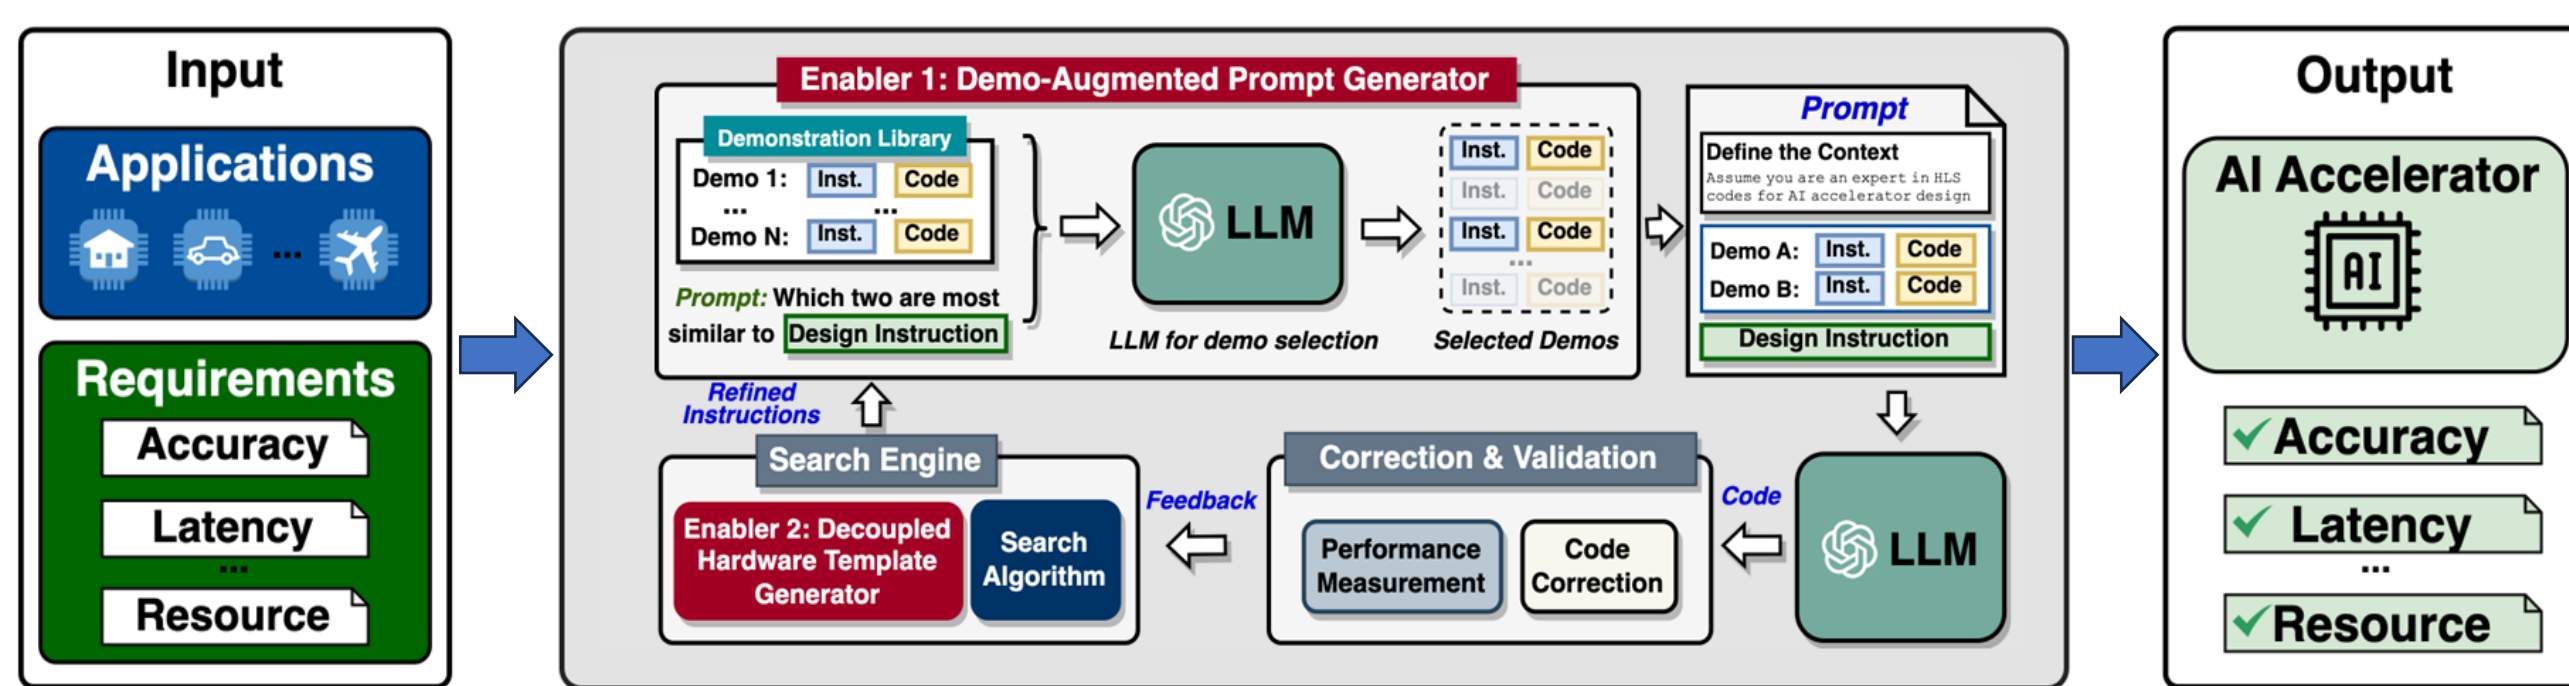 Input
Applications
...
Requirements
Accuracy
Latency
...
Resource
Enabler 1: Demo-Augmented Prompt Generator
Demonstration Library
Demo 1: Inst. Code
... ...
Demo N: Inst. Code
Prompt: Which two are most
similar to Design Instruction
LLM
LLM for demo selection
Inst. Code
Inst. Code
Inst. Code
...
Inst. Code
Selected Demos
Prompt
Define the Context
Assume you are an expert in HLS
codes for AI accelerator design
Demo A: Inst. Code
Demo B: Inst. Code
Design Instruction
Refined
Instructions
Search Engine
Enabler 2: Decoupled
Hardware Template
Generator
Search
Algorithm
Feedback
Correction & Validation
Performance
Measurement
Code
Correction
Code
LLM
Output
AI Accelerator
AI
Accuracy
Latency
...
Resource